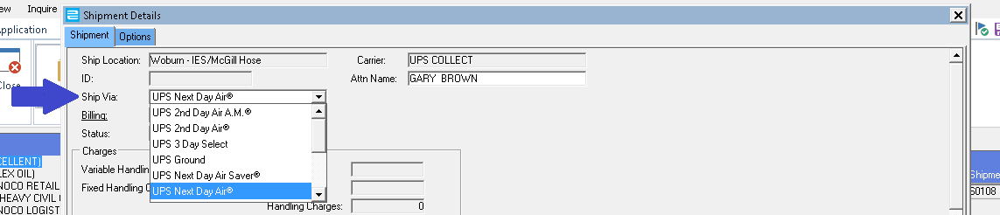 View Inquire
Shipment Details
Application
Shipment Options
Ship Location: Woburn - IES/McGill Hose Carrier: UPS COLLECT
ID: Attn Name: GARY BROWN
Close
Ship Via: UPS Next Day Air®
Billing: UPS 2nd Day Air A.M.®
Status: UPS 2nd Day Air®
UPS 3 Day Select
Charges UPS Ground
Variable Handlin UPS Next Day Air Saver®
Fixed Handling UPS Next Day Air®
Handling Charges: 0
CELLENT)
LEX OIL)
NOCO RETAIL
HEAVY CIVIL
NOCO LOGIST
Shipme
60108